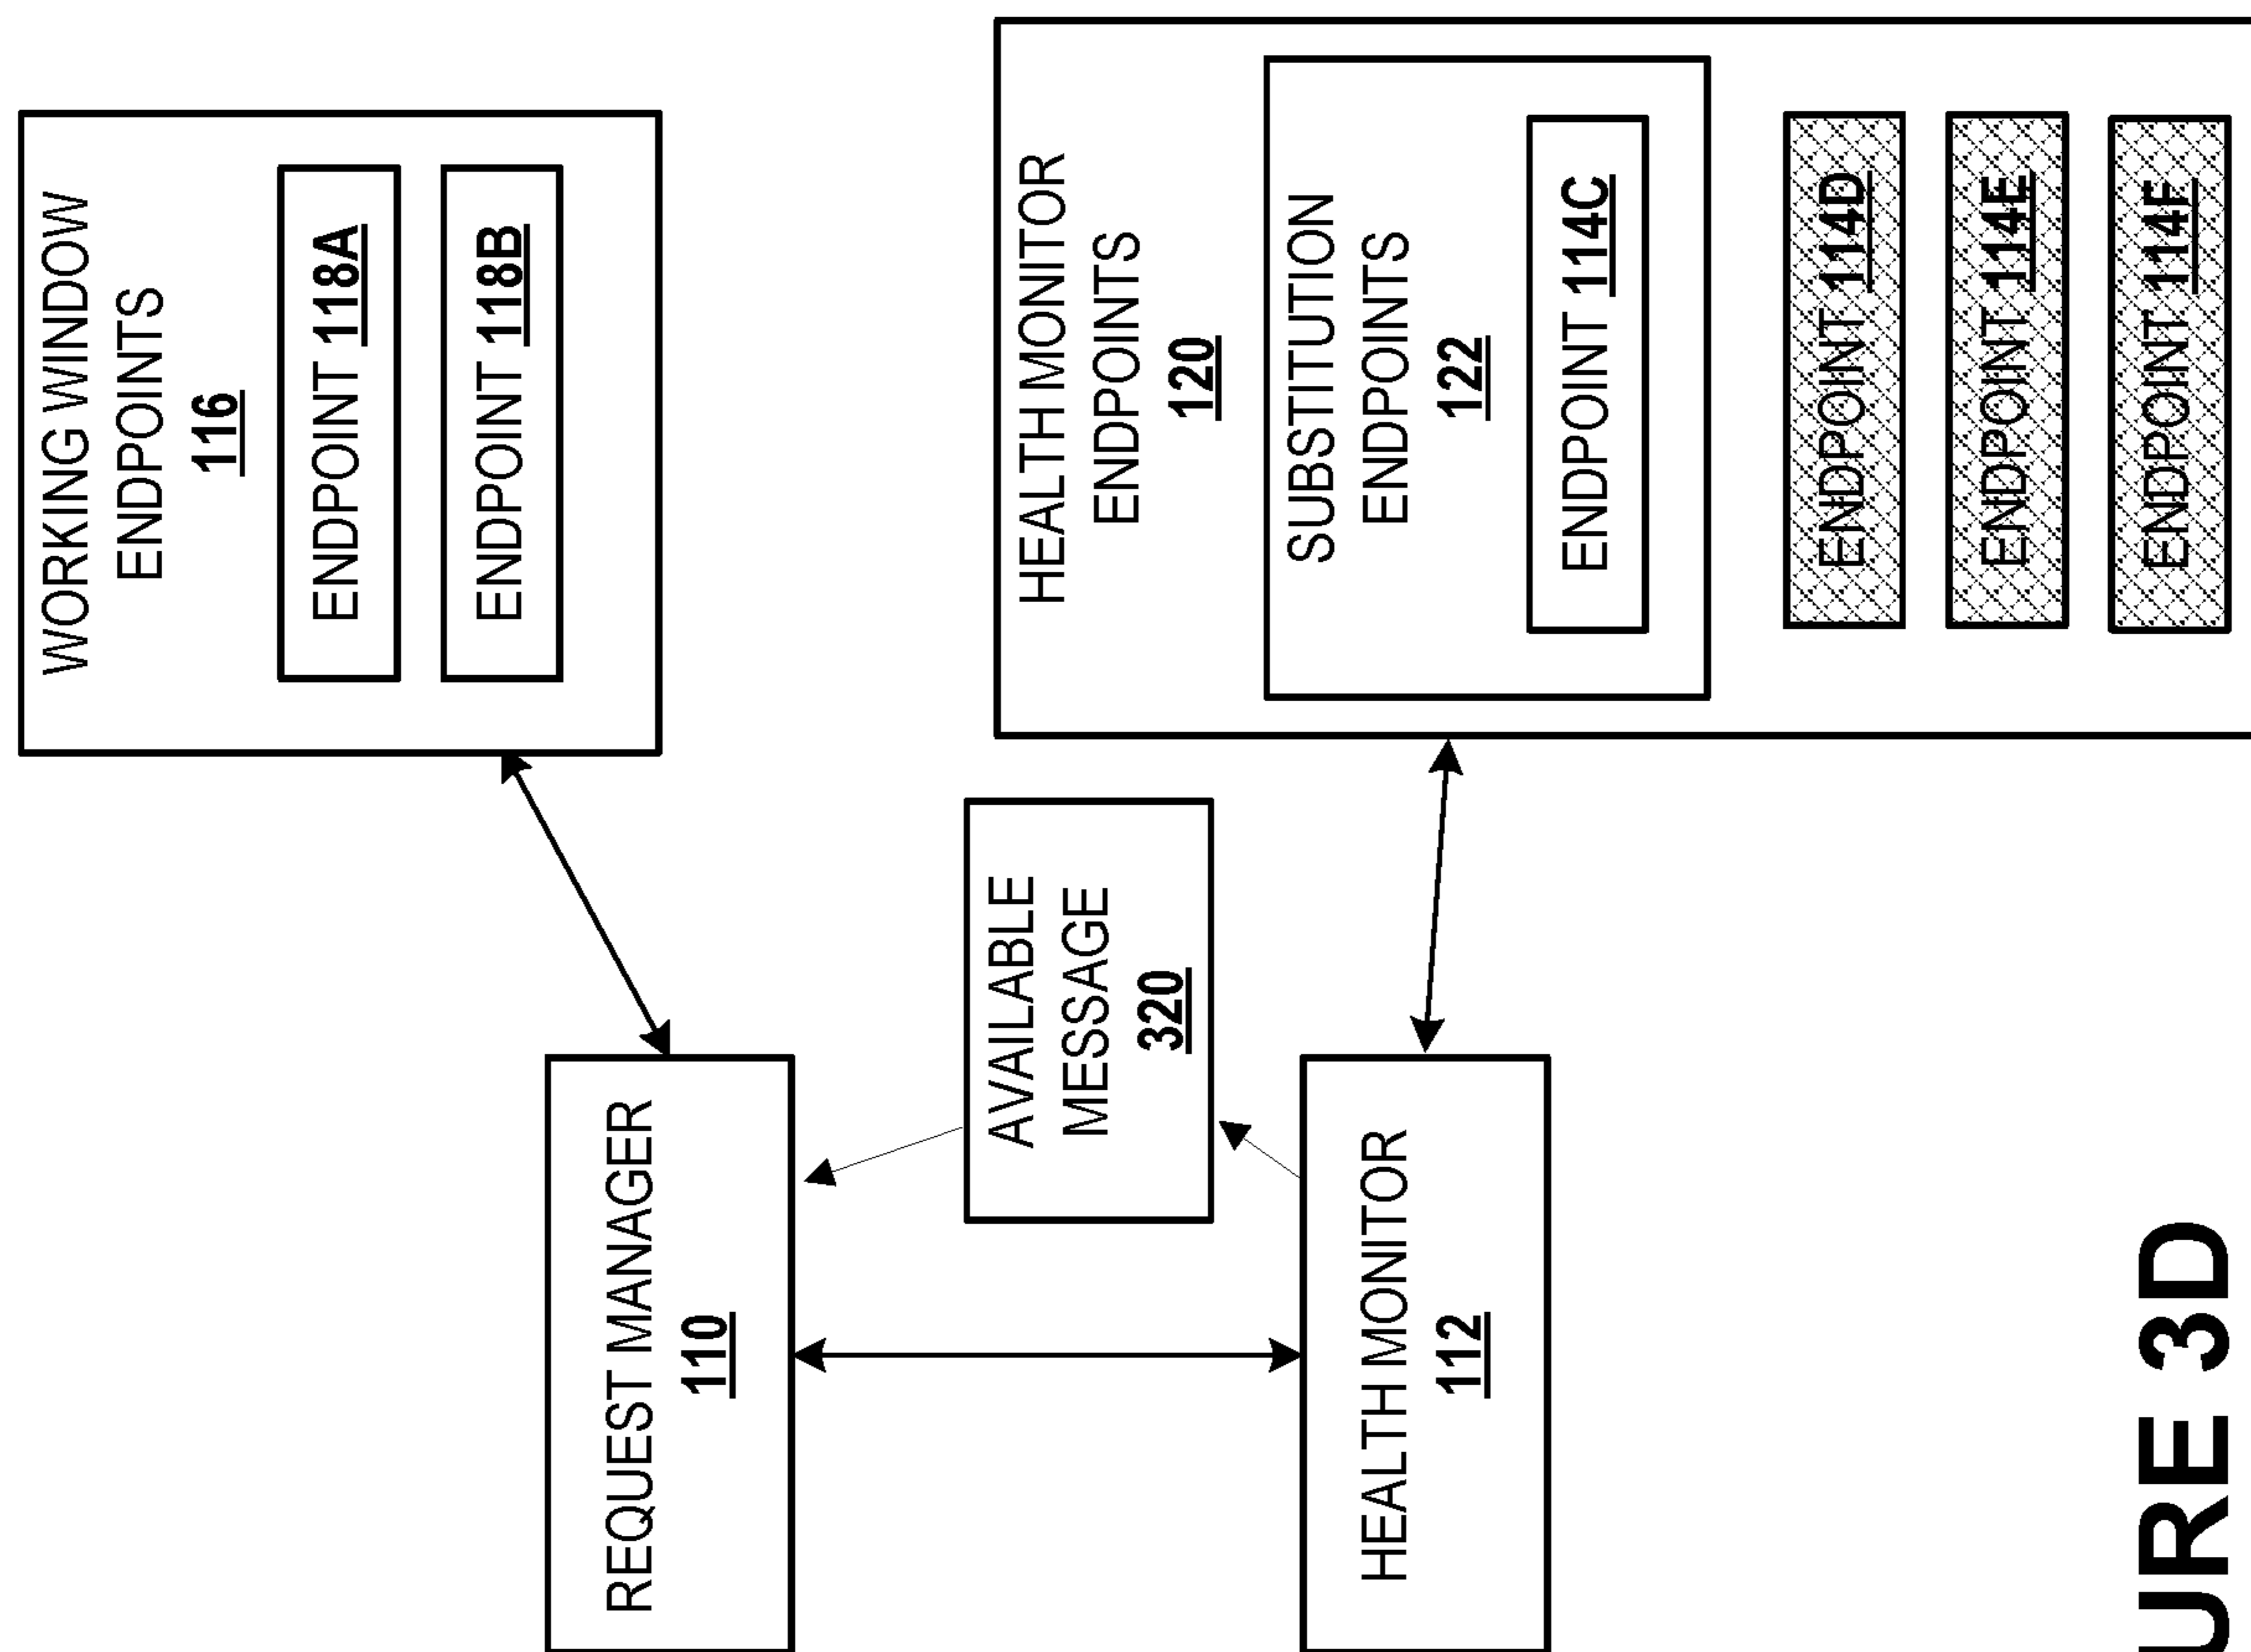 WORKING WINDOW
ENDPOINTS
116
ENDPOINT 118A
ENDPOINT 118B
REQUEST MANAGER
110
AVAILABLE
MESSAGE
320
HEALTH MONITOR
112
HEALTH MONITOR
ENDPOINTS
120
SUBSTITUTION
ENDPOINTS
122
ENDPOINT 114C
ENDPOINT 114D
ENDPOINT 114E
ENDPOINT 114F
URE 3D